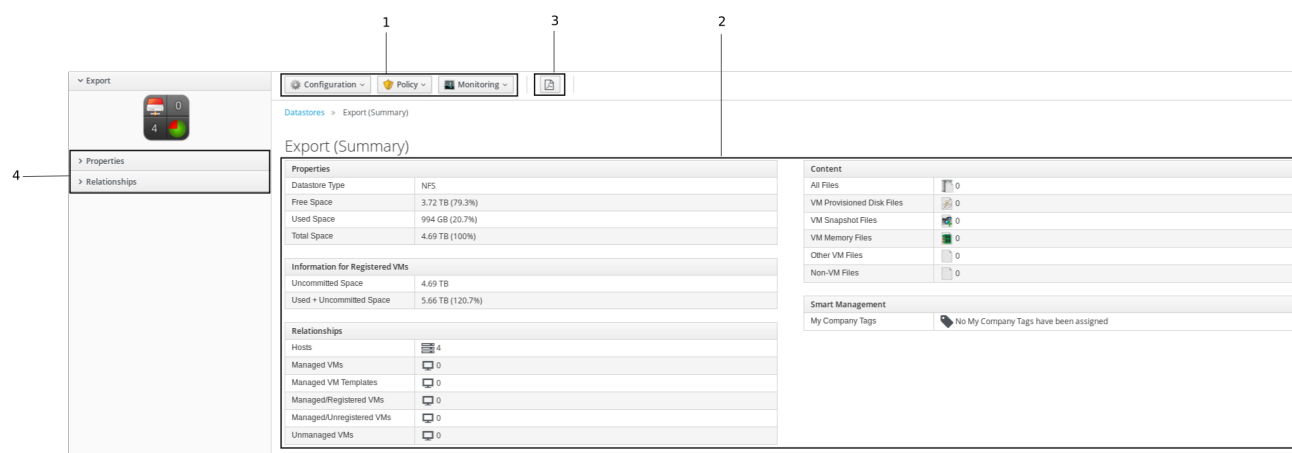 1
3
2
Export
Configuration
Policy
Monitoring
0
4
Datastores > Export (Summary)
Export (Summary)
4
Properties
Relationships
Properties
Datastore Type NFS
Free Space 3.72 TB (79.3%)
Used Space 994 GB (20.7%)
Total Space 4.69 TB (100%)
Information for Registered VMs
Uncommitted Space 4.69 TB
Used + Uncommitted Space 5.66 TB (120.7%)
Relationships
Hosts 4
Managed VMs 0
Managed VM Templates 0
Managed/Registered VMs 0
Managed/Unregistered VMs 0
Unmanaged VMs 0
Content
All Files 0
VM Provisioned Disk Files 0
VM Snapshot Files 0
VM Memory Files 0
Other VM Files 0
Non-VM Files 0
Smart Management
My Company Tags No My Company Tags have been assigned